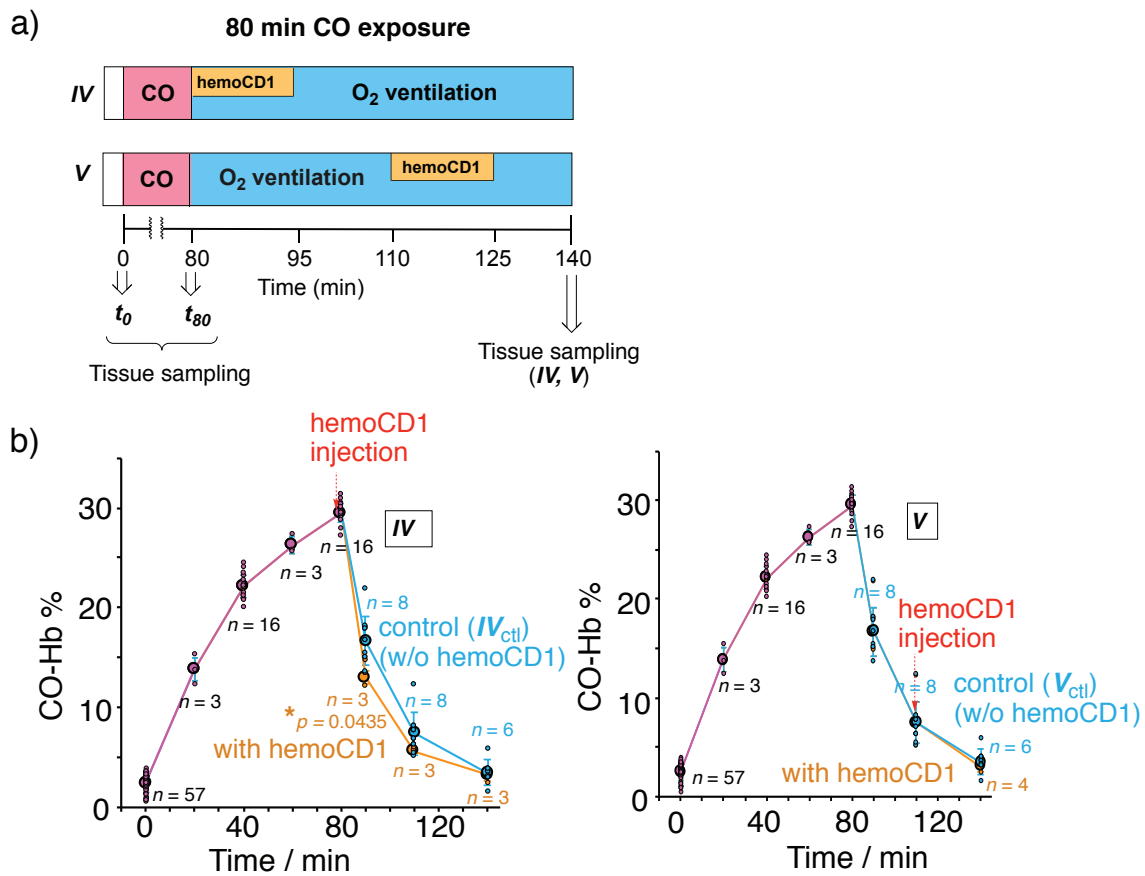 a)
80 min CO exposure
IV
CO
hemoCD1
O2 ventilation
V
CO
O2 ventilation
hemoCD1
0
80
95
110
125
140
Time (min)
t0
t80
Tissue sampling
Tissue sampling
(IV, V)
b)
hemoCD1
injection
IV
CO-Hb %
30
20
10
0
n = 57
n = 3
n = 16
n = 3
n = 16
n = 8
control (IVctl)
(w/o hemoCD1)
n = 3
* p = 0.0435
n = 8
with hemoCD1
n = 3
n = 6
n = 3
0
40
80
120
Time / min
V
CO-Hb %
30
20
10
0
n = 57
n = 3
n = 16
n = 3
n = 16
n = 8
hemoCD1
injection
n = 8
control (Vctl)
(w/o hemoCD1)
n = 6
with hemoCD1
n = 4
0
40
80
120
Time / min